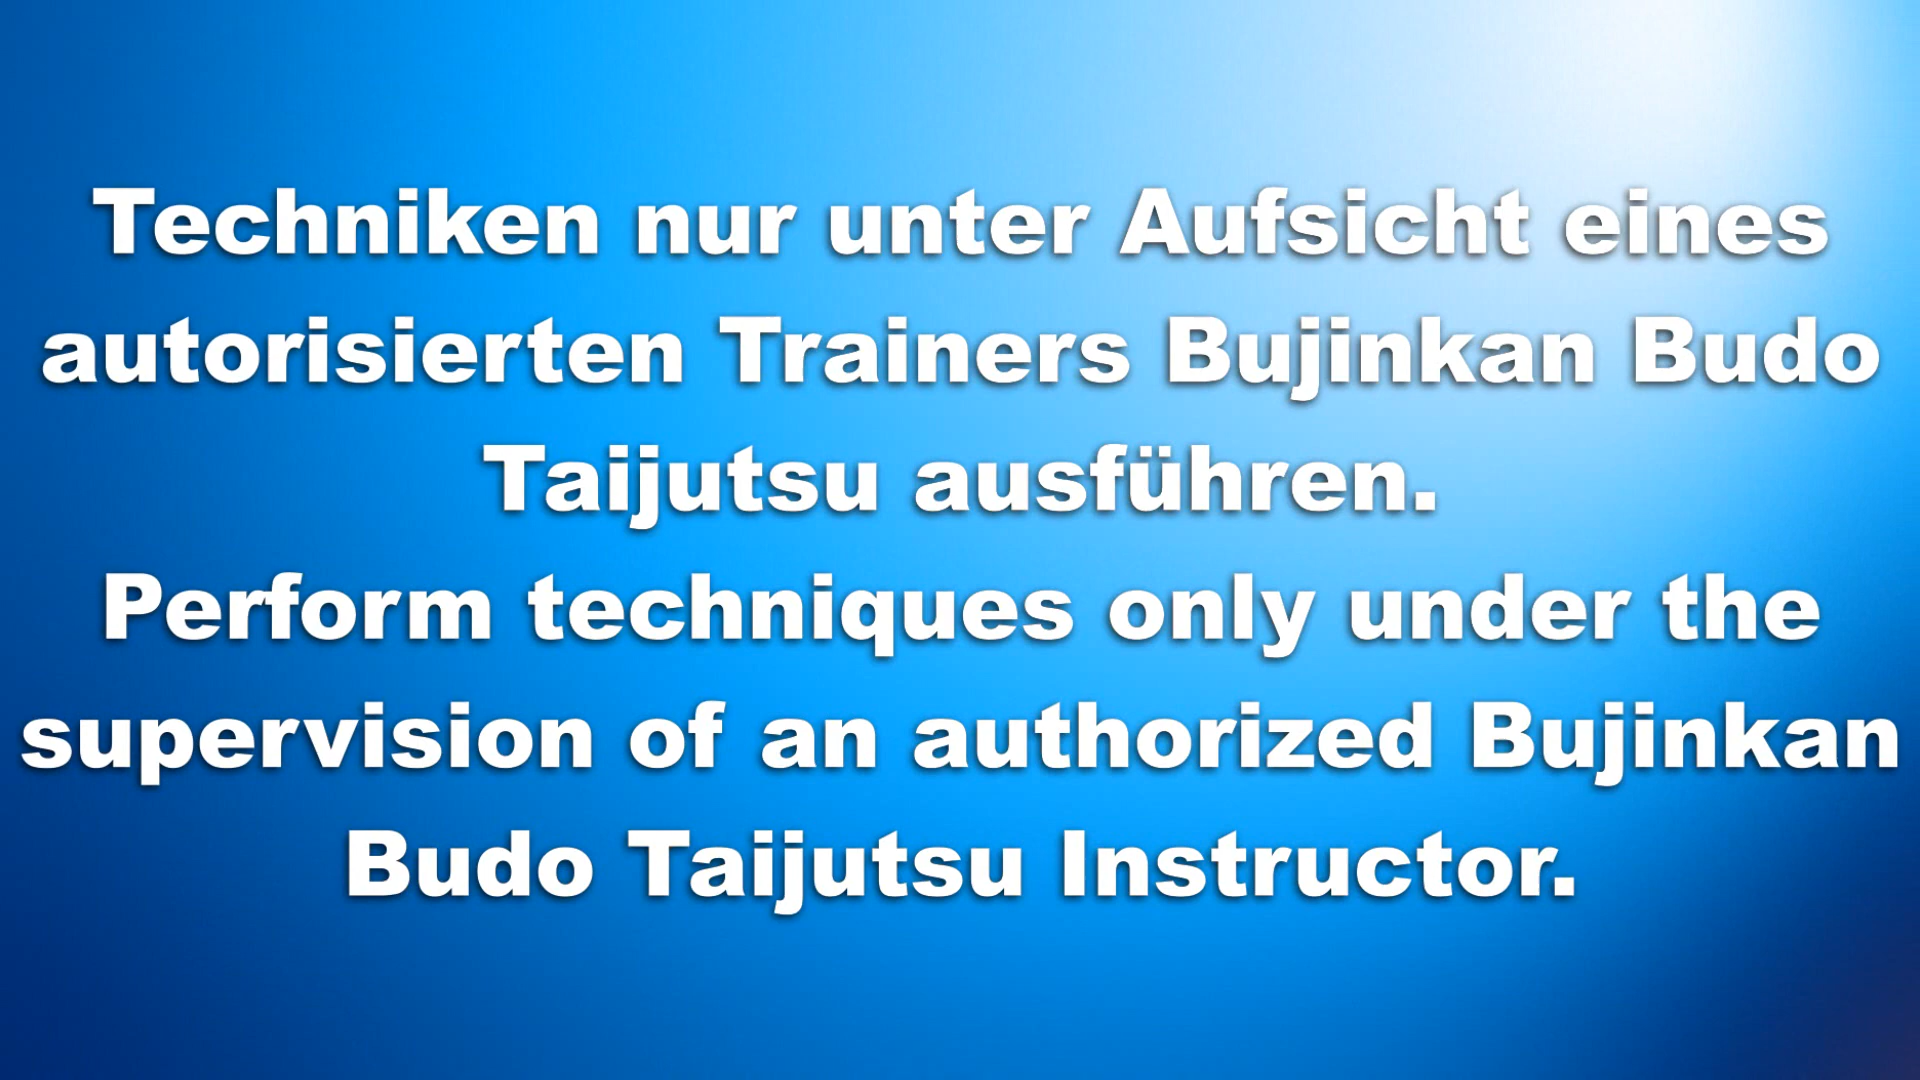 Techniken nur unter Aufsicht eines
autorisierten Trainers Bujinkan Budo
Taijutsu ausführen.
Perform techniques only under the
supervision of an authorized Bujinkan
Budo Taijutsu Instructor.